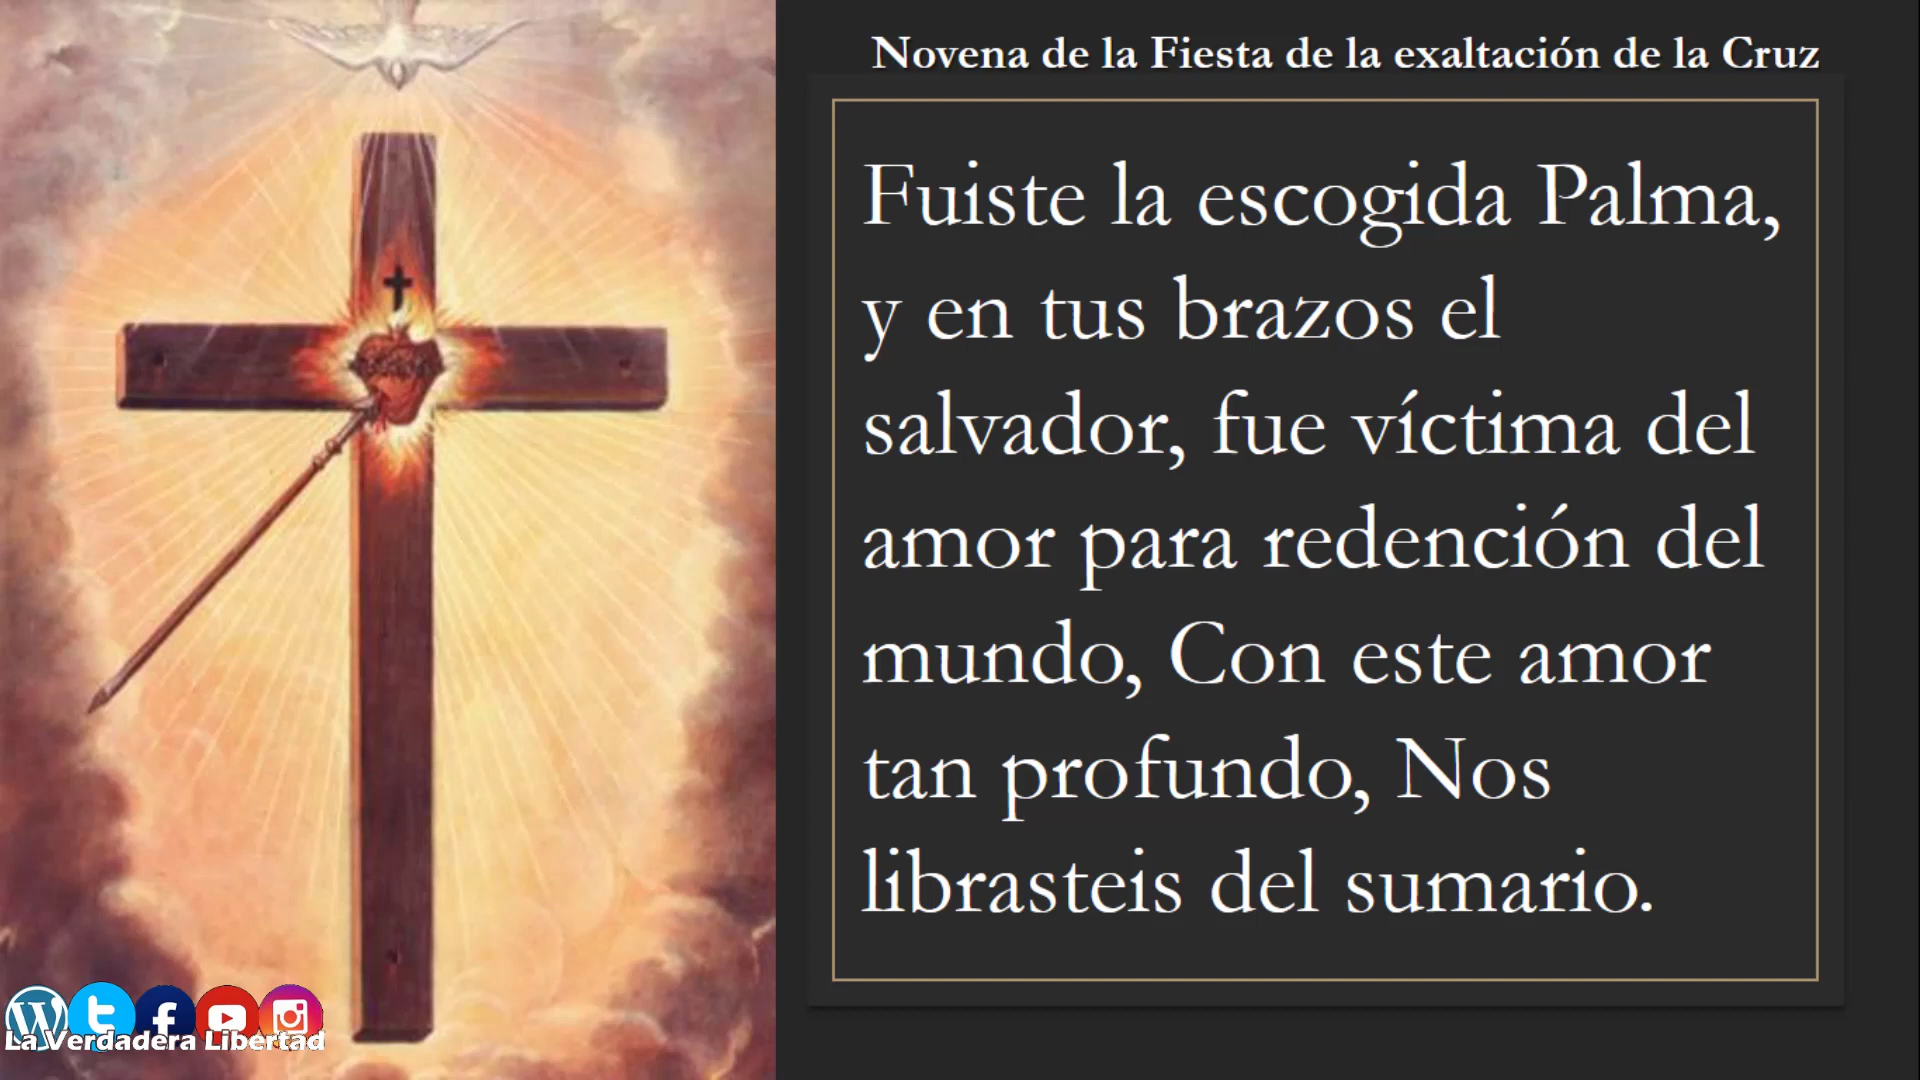 Novena de la Fiesta de la exaltación de la Cruz
Fuiste la escogida Palma,
y en tus brazos el
salvador, fue víctima del
amor para redención del
mundo, Con este amor
tan profundo, Nos
librasteis del sumario.
La Verdadera Libertad